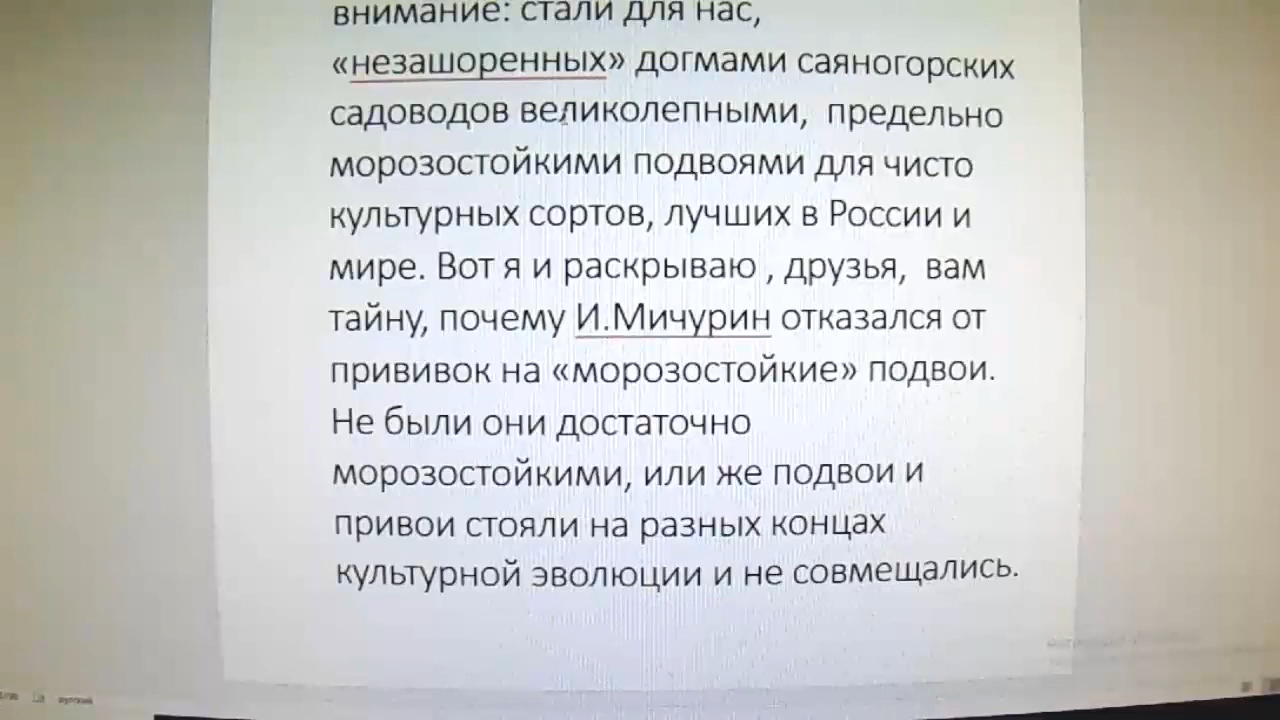 внимание: стали для нас,
«незашоренных» догмами саяногорских
садоводов великолепными, предельно
морозостойкими подвоями для чисто
культурных сортов, лучших в России и
мире. Вот я и раскрываю , друзья, вам
тайну, почему И.Мичурин отказался от
прививок на «морозостойкие» подвои.
Не были они достаточно
морозостойкими, или же подвои и
привои стояли на разных концах
культурной эволюции и не совмещались.
русский